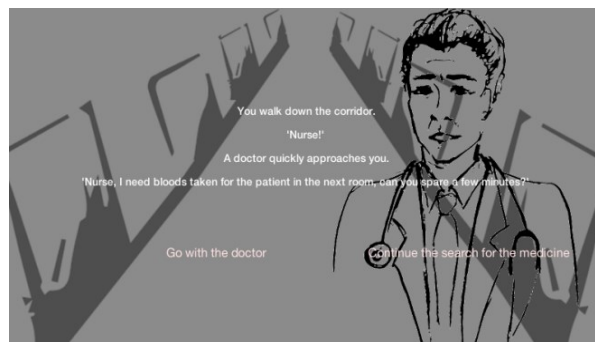 You walk down the corridor.
'Nurse!'
A doctor quickly approaches you.
'Nurse, I need bloods taken for the patient in the next room, can you spare a few minutes?'
Go with the doctor
Continue the search for the medicine